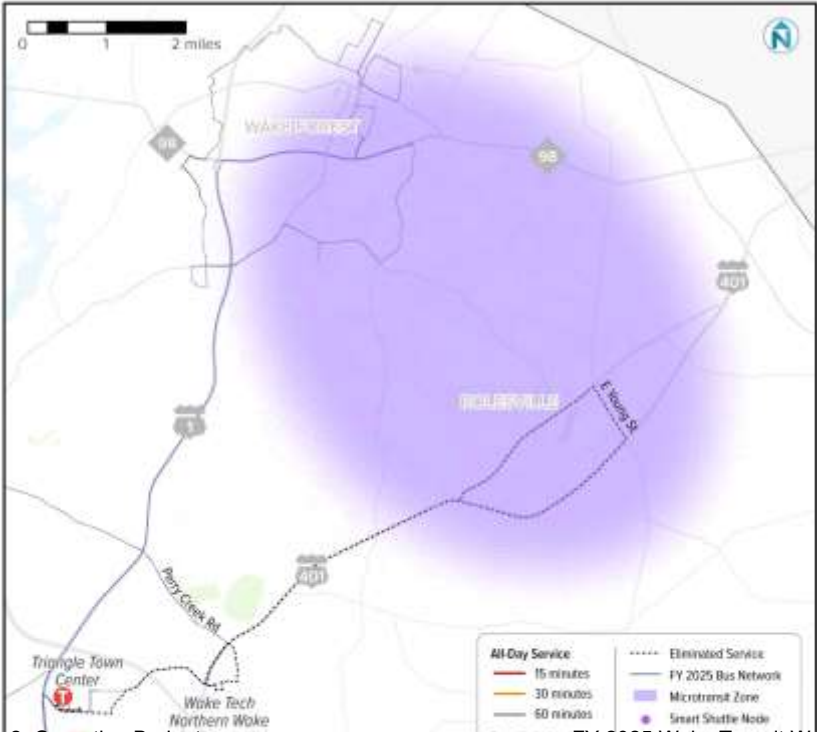 N
0 1 2 miles
WAKE FOREST
98
98
401
ROLESVILLE
E Young St
1
401
Perry Creek Rd
Triangle Town
Center
T
Wake Tech
Northern Wake
All-Day Service
15 minutes
30 minutes
60 minutes
Eliminated Service
FY 2025 Bus Network
Microtransit Zone
Smart Shuttle Node